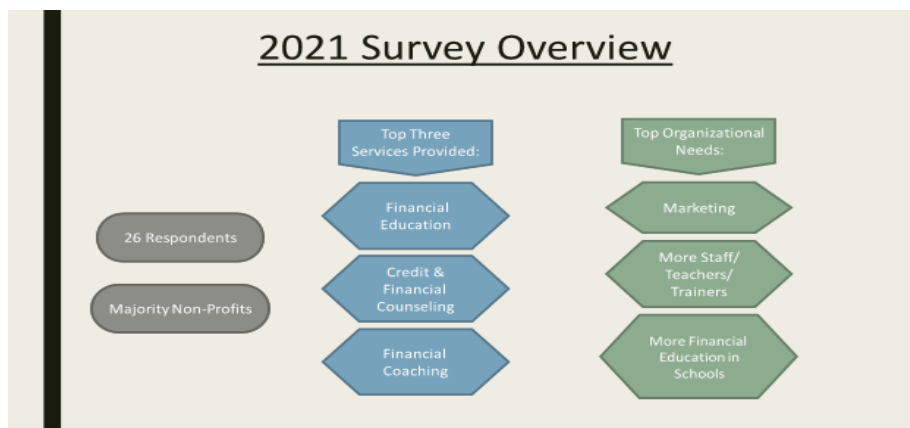 2021 Survey Overview
26 Respondents
Majority Non-Profits
Top Three
Services Provided:
Financial
Education
Credit &
Financial
Counseling
Financial
Coaching
Top Organizational
Needs:
Marketing
More Staff/
Teachers/
Trainers
More Financial
Education in
Schools